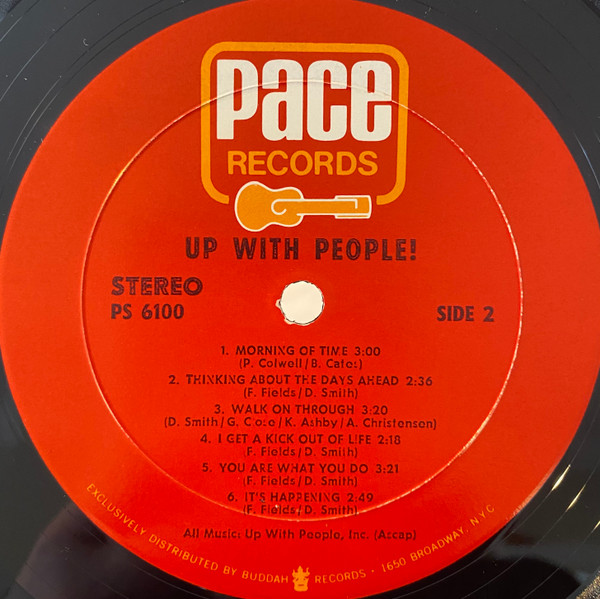 pace
RECORDS
UP WITH PEOPLE!
STEREO
PS 6100
SIDE 2
1. MORNING OF TIME 3:00
(P. Colwell/B. Cates)
2. THINKING ABOUT THE DAYS AHEAD 2:36
(F. Fields/D. Smith)
3. WALK ON THROUGH 3:20
(D. Smith/G. Close/K. Ashby/A. Christensen)
4. I GET A KICK OUT OF LIFE 2:18
F. Fields/D. Smith)
5. YOU ARE WHAT YOU DO 3:21
(F. Fields/D. Smith)
6. IT'S HAPPENING 2:49
(F. Fields/D. Smith)
All Music: Up With People, Inc. (Ascap)
EXCLUSIVELY DISTRIBUTED BY BUDDAH RECORDS • 1650 BROADWAY, N.Y.C